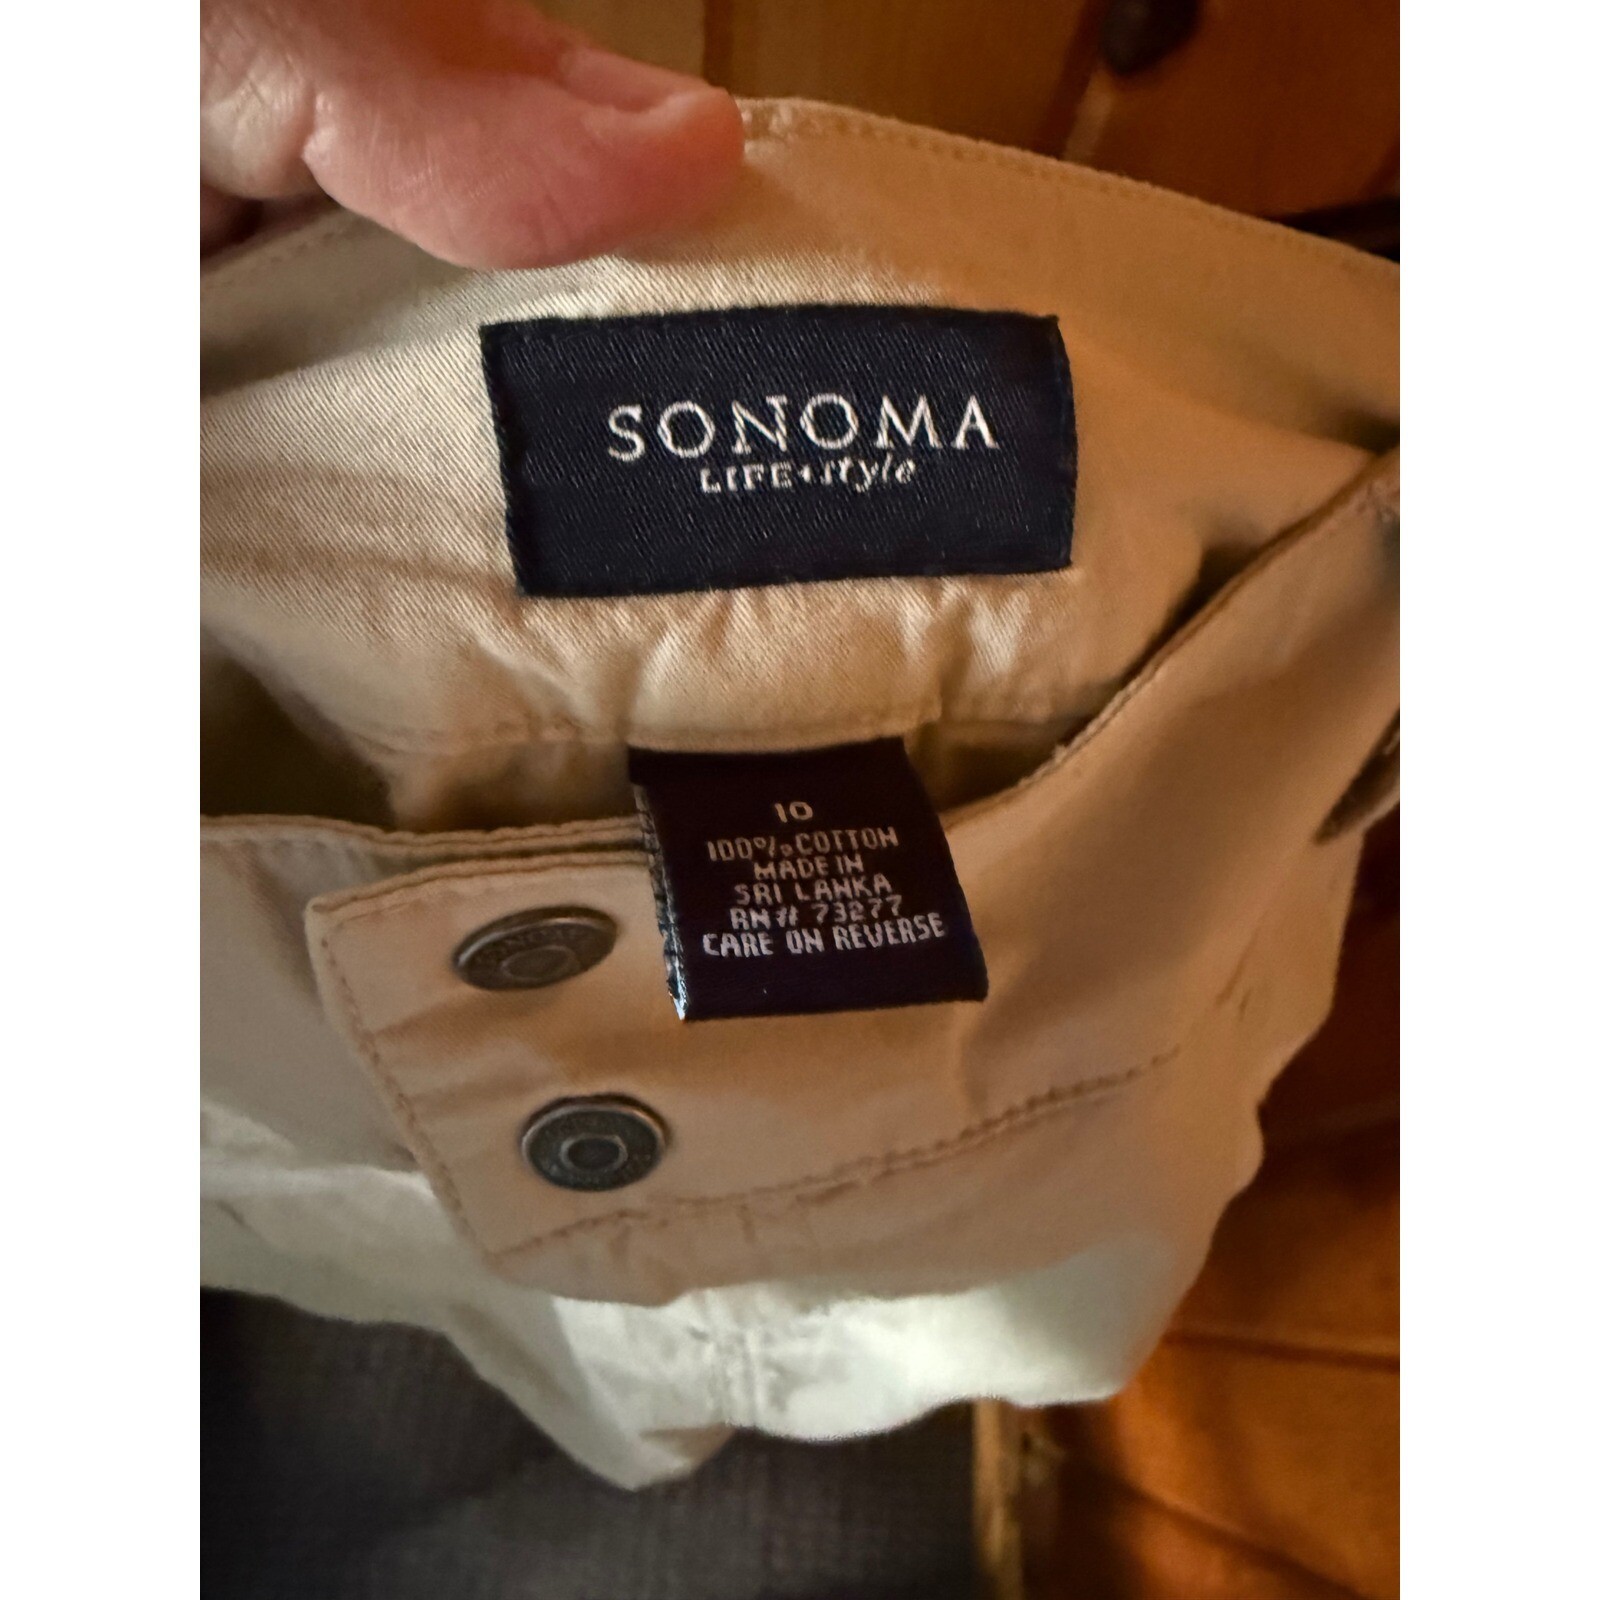 SONOMA
LIFE+style
10
100% COTTON
MADE IN
SRI LANKA
RN# 73277
CARE ON REVERSE